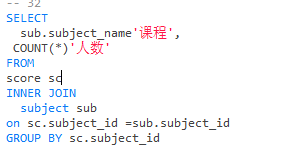 -- 32
SELECT
sub.subject_name'课程',
COUNT(*)'人数'
FROM
score sc
INNER JOIN
subject sub
on sc.subject_id =sub.subject_id
GROUP BY sc.subject_id